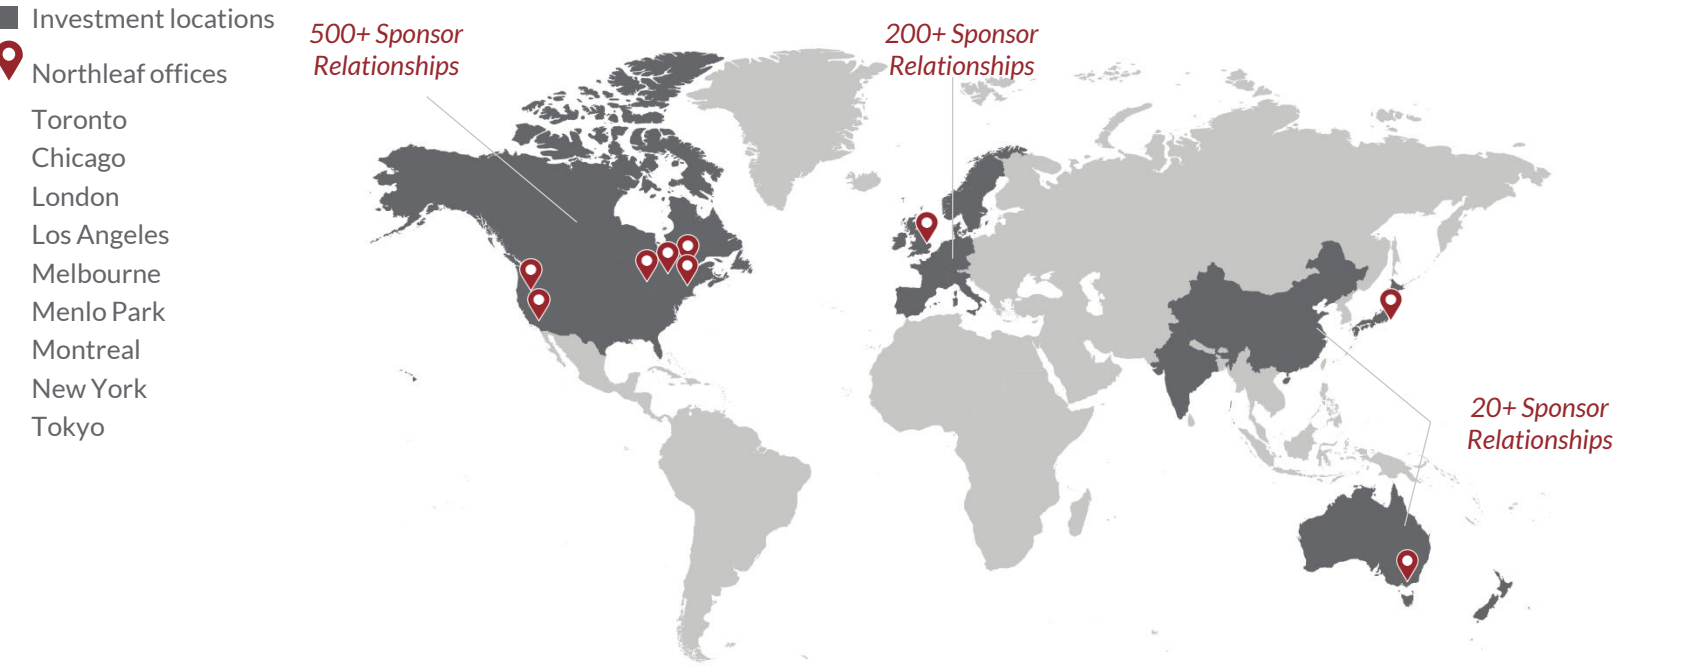 Investment locations
Northleaf offices
Toronto
Chicago
London
Los Angeles
Melbourne
Menlo Park
Montreal
New York
Tokyo
500+ Sponsor
Relationships
200+ Sponsor
Relationships
20+ Sponsor
Relationships